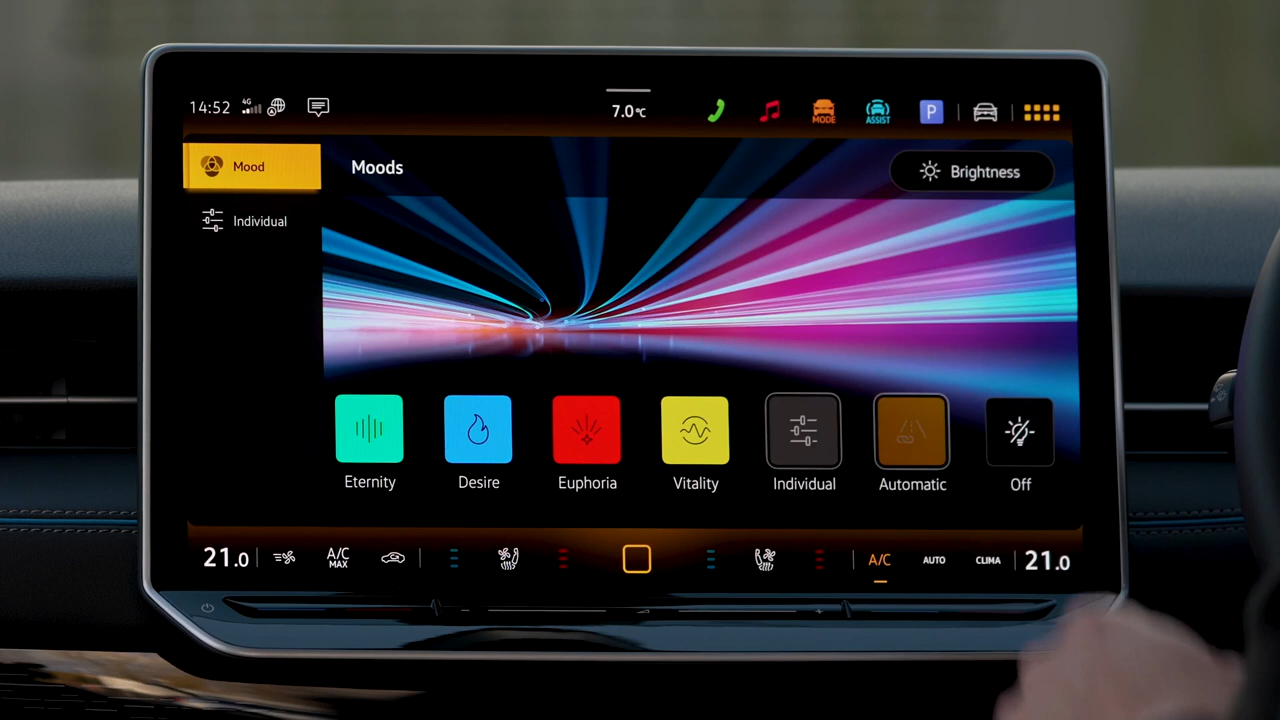 14:52 4G 7.0°C MODE ASSIST P
Mood Moods Brightness
Individual
Eternity Desire Euphoria Vitality Individual Automatic Off
21.0 A/C MAX A/C AUTO CLIMA 21.0